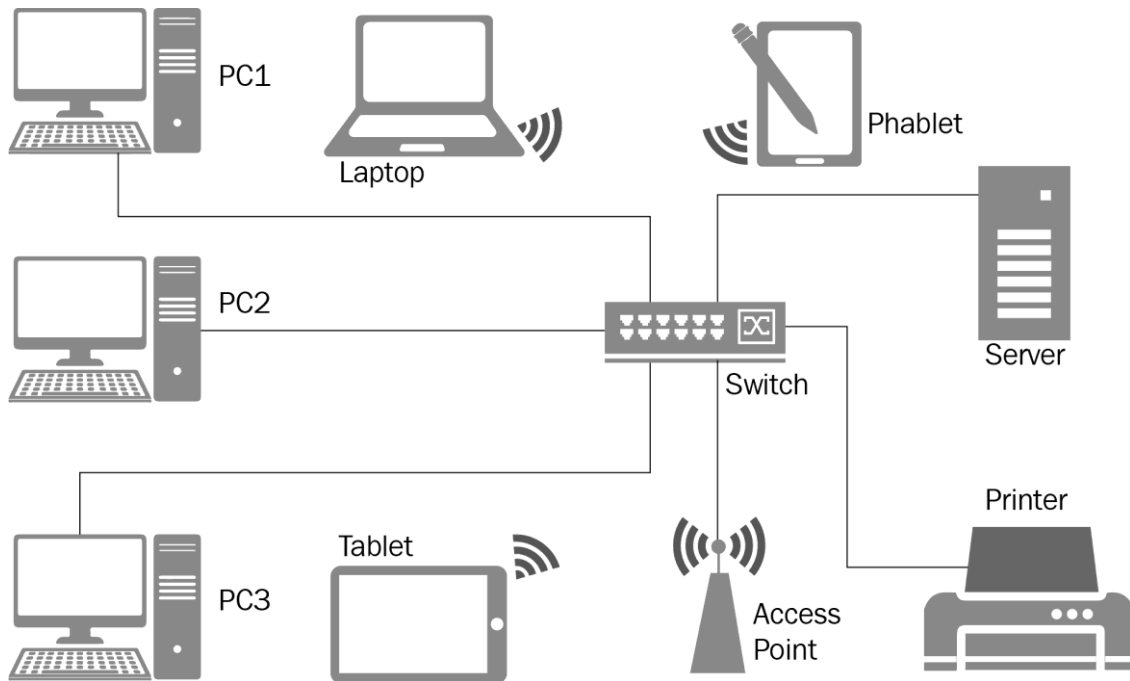 PC1
Laptop
Phablet
PC2
Server
Switch
Printer
Tablet
PC3
Access
Point